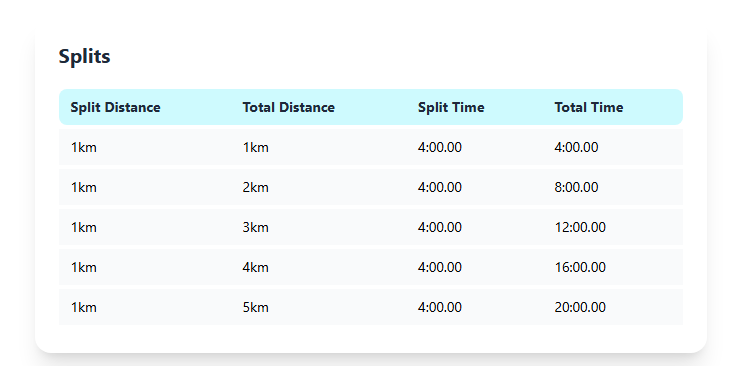 Splits
Split Distance Total Distance Split Time Total Time
1km 1km 4:00.00 4:00.00
1km 2km 4:00.00 8:00.00
1km 3km 4:00.00 12:00.00
1km 4km 4:00.00 16:00.00
1km 5km 4:00.00 20:00.00